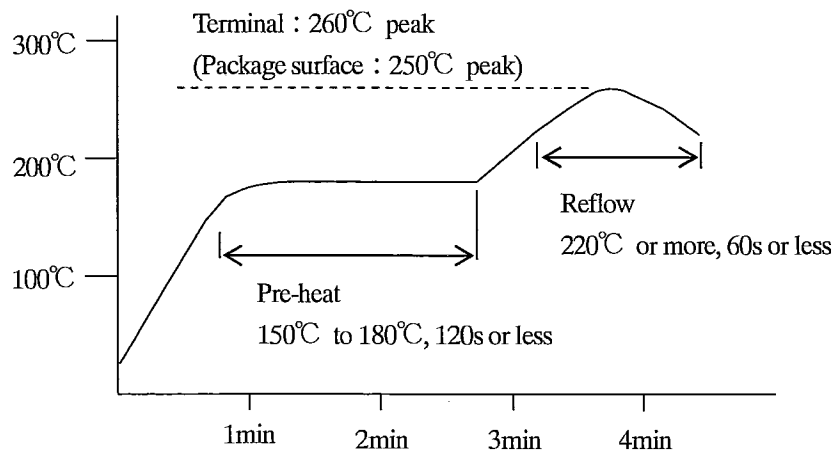 Terminal : 260℃ peak
(Package surface : 250℃ peak)
300℃
200℃
100℃
Reflow
220℃ or more, 60s or less
Pre-heat
150℃ to 180℃, 120s or less
1min
2min
3min
4min